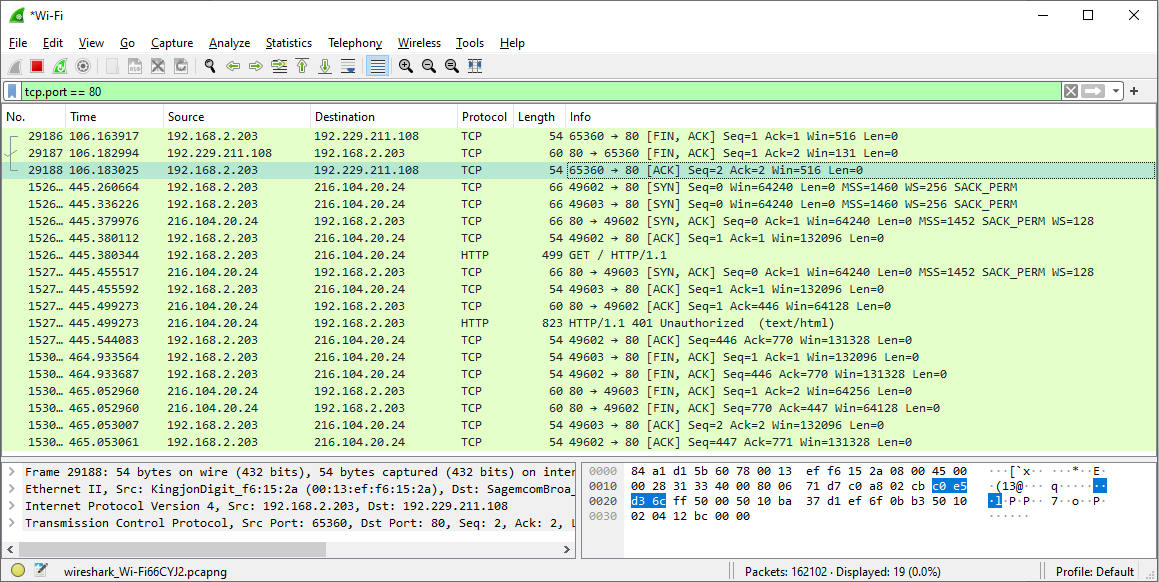 *Wi-Fi
File Edit View Go Capture Analyze Statistics Telephony Wireless Tools Help
tcp.port == 80
No. Time Source Destination Protocol Length Info
29186 106.163917 192.168.2.203 192.229.211.108 TCP 54 65360 → 80 [FIN, ACK] Seq=1 Ack=1 Win=516 Len=0
29187 106.182994 192.229.211.108 192.168.2.203 TCP 60 80 → 65360 [FIN, ACK] Seq=1 Ack=2 Win=131 Len=0
29188 106.183025 192.168.2.203 192.229.211.108 TCP 54 65360 → 80 [ACK] Seq=2 Ack=2 Win=516 Len=0
1526… 445.260664 192.168.2.203 216.104.20.24 TCP 66 49602 → 80 [SYN] Seq=0 Win=64240 Len=0 MSS=1460 WS=256 SACK_PERM
1526… 445.336226 192.168.2.203 216.104.20.24 TCP 66 49603 → 80 [SYN] Seq=0 Win=64240 Len=0 MSS=1460 WS=256 SACK_PERM
1526… 445.379976 216.104.20.24 192.168.2.203 TCP 66 80 → 49602 [SYN, ACK] Seq=0 Ack=1 Win=64240 Len=0 MSS=1452 SACK_PERM WS=128
1526… 445.380112 192.168.2.203 216.104.20.24 TCP 54 49602 → 80 [ACK] Seq=1 Ack=1 Win=132096 Len=0
1526… 445.380344 192.168.2.203 216.104.20.24 HTTP 499 GET / HTTP/1.1
1527… 445.455517 216.104.20.24 192.168.2.203 TCP 66 80 → 49603 [SYN, ACK] Seq=0 Ack=1 Win=64240 Len=0 MSS=1452 SACK_PERM WS=128
1527… 445.455592 192.168.2.203 216.104.20.24 TCP 54 49603 → 80 [ACK] Seq=1 Ack=1 Win=132096 Len=0
1527… 445.499273 216.104.20.24 192.168.2.203 TCP 60 80 → 49602 [ACK] Seq=1 Ack=446 Win=64128 Len=0
1527… 445.499273 216.104.20.24 192.168.2.203 HTTP 823 HTTP/1.1 401 Unauthorized (text/html)
1527… 445.544083 192.168.2.203 216.104.20.24 TCP 54 49602 → 80 [ACK] Seq=446 Ack=770 Win=131328 Len=0
1530… 464.933564 192.168.2.203 216.104.20.24 TCP 54 49603 → 80 [FIN, ACK] Seq=1 Ack=1 Win=132096 Len=0
1530… 464.933687 192.168.2.203 216.104.20.24 TCP 54 49602 → 80 [FIN, ACK] Seq=446 Ack=770 Win=131328 Len=0
1530… 465.052960 216.104.20.24 192.168.2.203 TCP 60 80 → 49603 [FIN, ACK] Seq=1 Ack=2 Win=64256 Len=0
1530… 465.052960 216.104.20.24 192.168.2.203 TCP 60 80 → 49602 [FIN, ACK] Seq=770 Ack=447 Win=64128 Len=0
1530… 465.053007 192.168.2.203 216.104.20.24 TCP 54 49603 → 80 [ACK] Seq=2 Ack=2 Win=132096 Len=0
1530… 465.053061 192.168.2.203 216.104.20.24 TCP 54 49602 → 80 [ACK] Seq=447 Ack=771 Win=131328 Len=0
Frame 29188: 54 bytes on wire (432 bits), 54 bytes captured (432 bits) on inter
Ethernet II, Src: KingjonDigit_f6:15:2a (00:13:ef:f6:15:2a), Dst: SagemcomBroa_
Internet Protocol Version 4, Src: 192.168.2.203, Dst: 192.229.211.108
Transmission Control Protocol, Src Port: 65360, Dst Port: 80, Seq: 2, Ack: 2, L
0000 84 a1 d1 5b 60 78 00 13 ef f6 15 2a 08 00 45 00 ···[`x·· ···*··E·
0010 00 28 31 33 40 00 80 06 71 d7 c0 a8 02 cb c0 e5 ·(13@··· q·······
0020 d3 6c ff 50 00 50 10 ba 37 d1 ef 6f 0b b3 50 10 ·l·P·P·· 7··o··P·
0030 02 04 12 bc 00 00 ······
wireshark_Wi-Fi66CYJ2.pcapng
Packets: 162102 · Displayed: 19 (0.0%)
Profile: Default